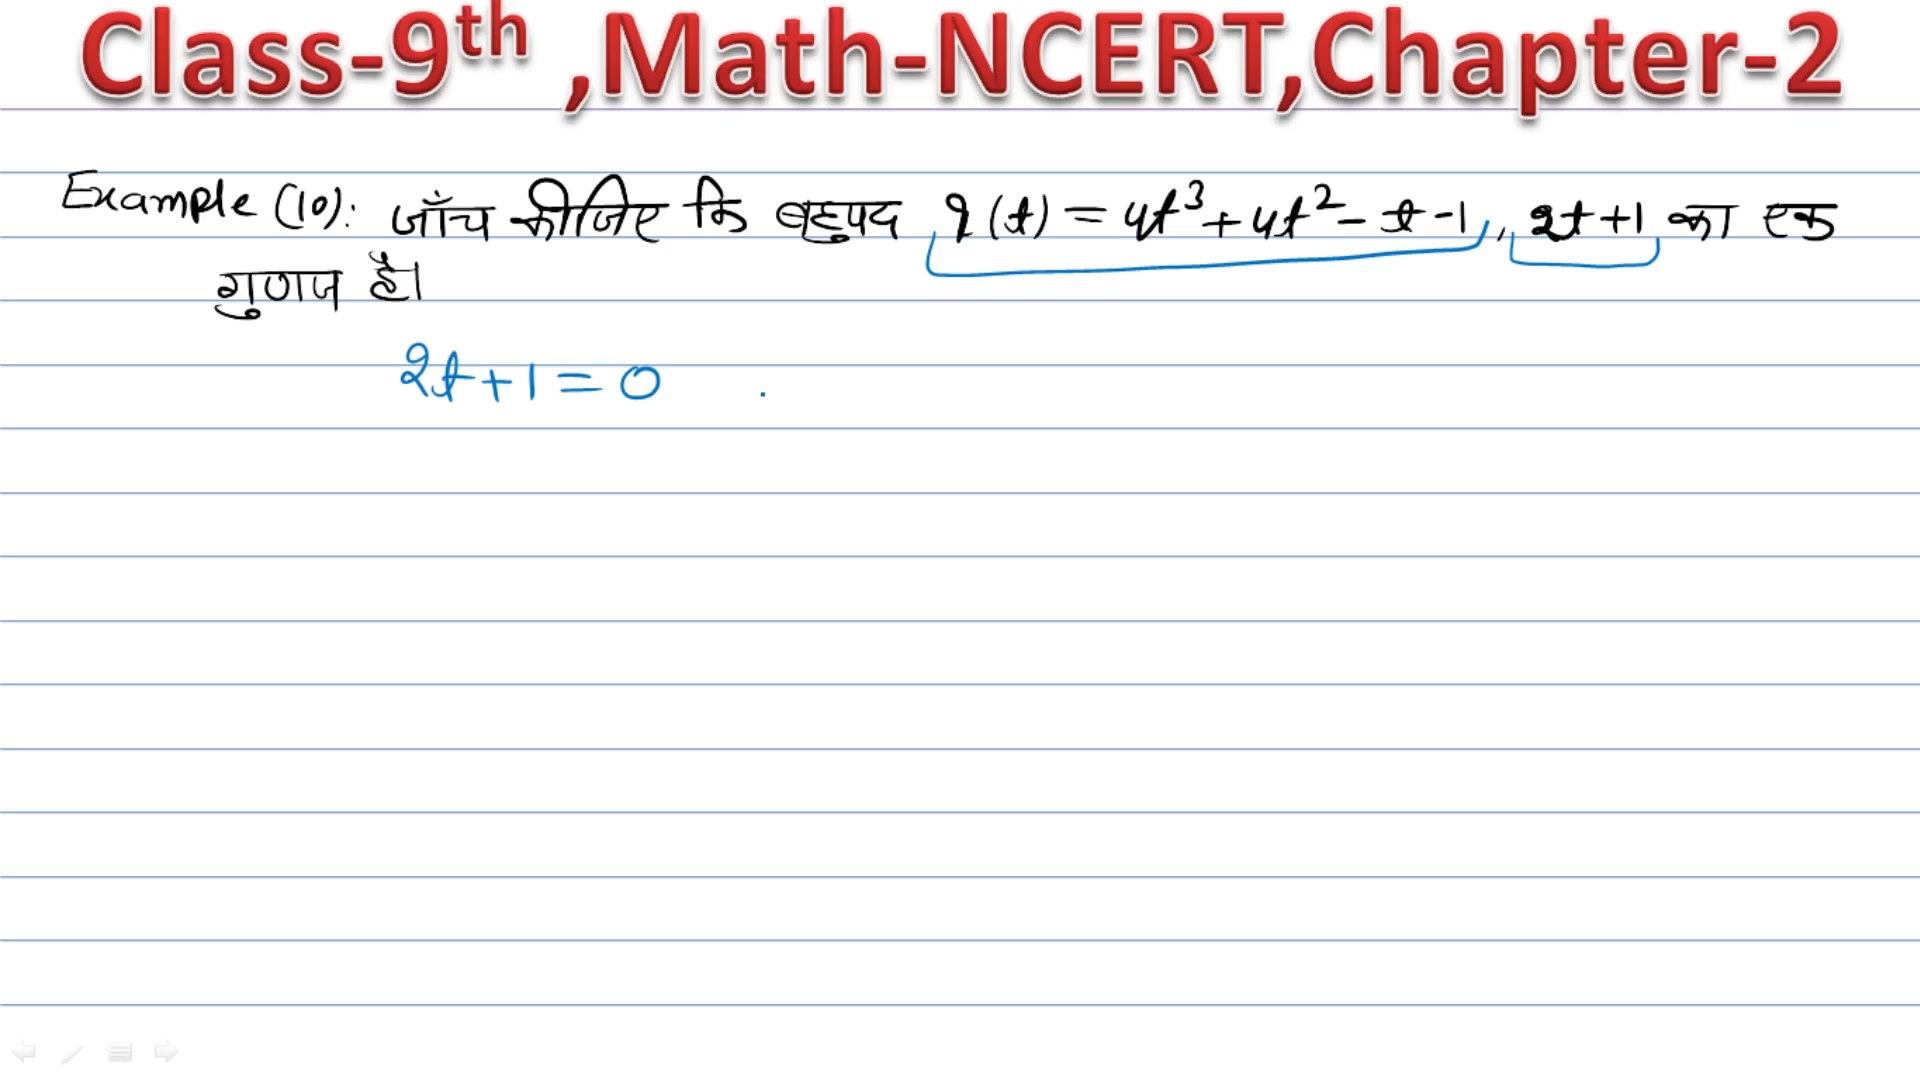 Class-9th ,Math-NCERT,Chapter-2
Example (10): जाँच कीजिए कि बहुपद q(t) = 4t³ + 4t² - t - 1, 2t + 1 का एक
गुणज है।
2t + 1 = 0